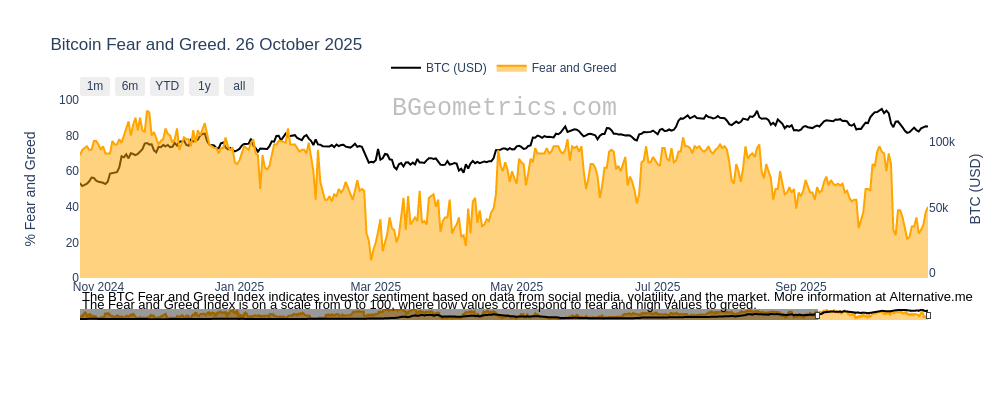 Bitcoin Fear and Greed. 26 October 2025
BTC (USD) Fear and Greed
1m 6m YTD 1y all
BGeometrics.com
100
80
60
40
20
0
% Fear and Greed
100k
50k
0
BTC (USD)
Nov 2024 Jan 2025 Mar 2025 May 2025 Jul 2025 Sep 2025
The BTC Fear and Greed Index indicates investor sentiment based on data from social media, volatility, and the market. More information at Alternative.me
The Fear and Greed Index is on a scale from 0 to 100, where low values correspond to fear and high values to greed.